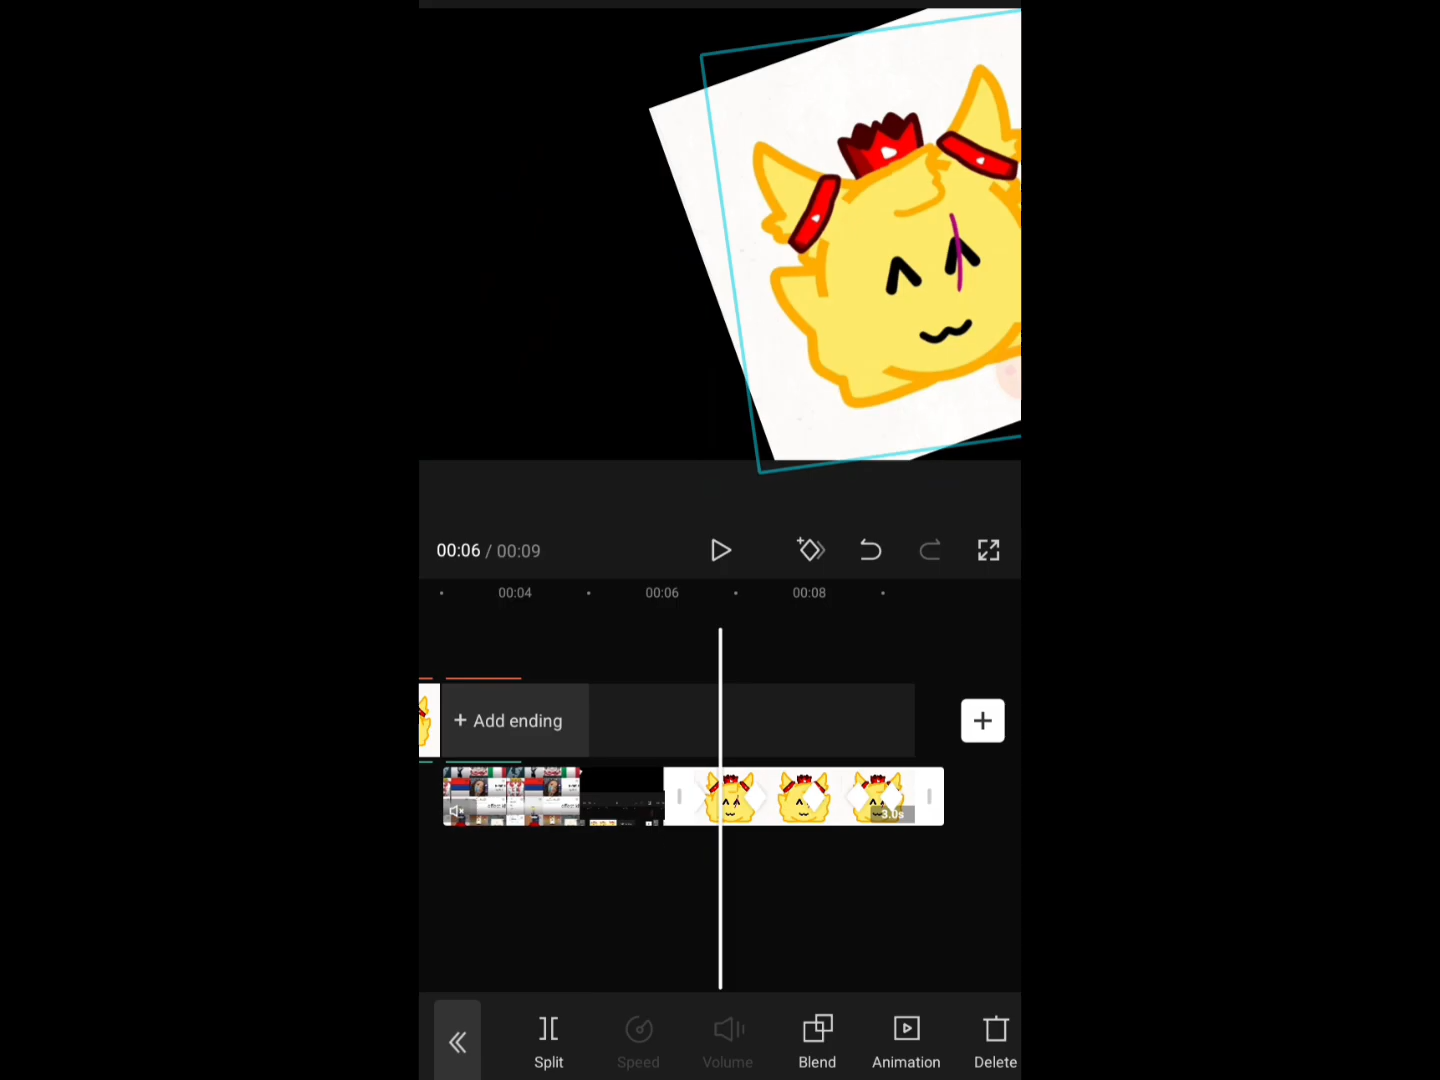 00:06 / 00:09
00:04 00:06 00:08
+ Add ending
3.0s
Split Speed Volume Blend Animation Delete